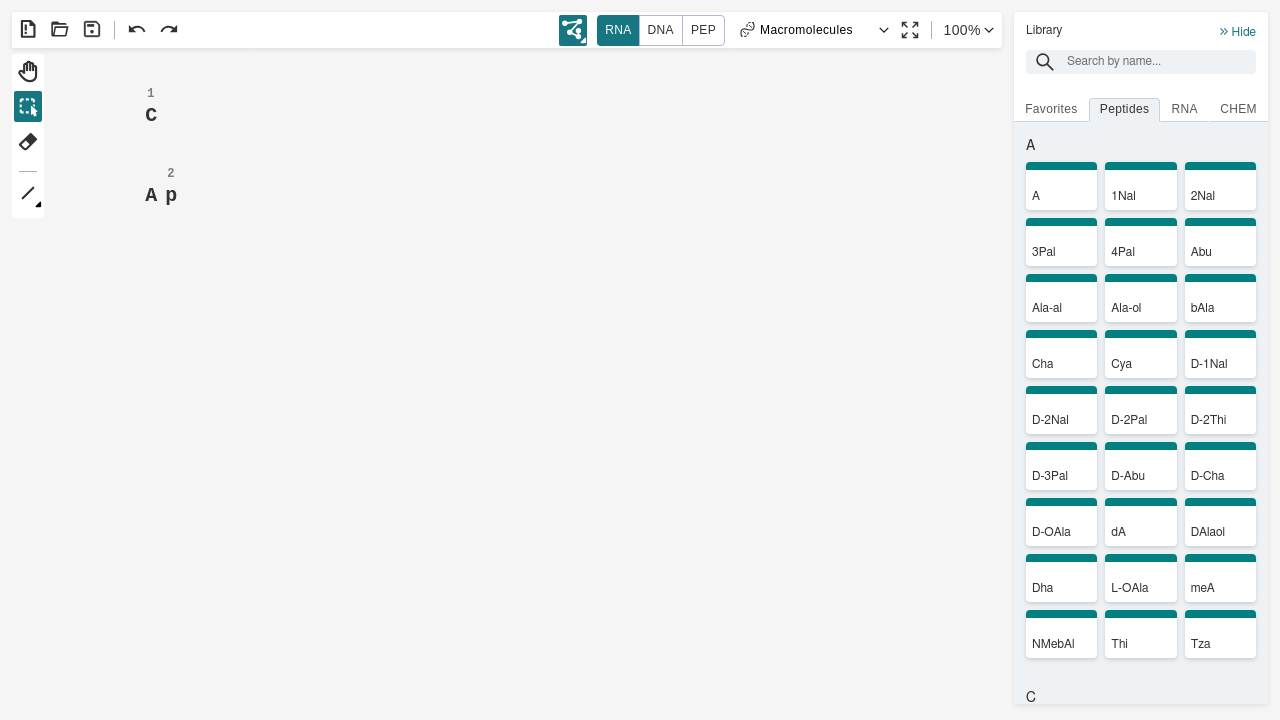 RNA DNA PEP Macromolecules 100%
Library Hide
Search by name...
Favorites Peptides RNA CHEM
1
C
2
A p
A
A 1Nal 2Nal
3Pal 4Pal Abu
Ala-al Ala-ol bAla
Cha Cya D-1Nal
D-2Nal D-2Pal D-2Thi
D-3Pal D-Abu D-Cha
D-OAla dA DAlaol
Dha L-OAla meA
NMebAl Thi Tza
C